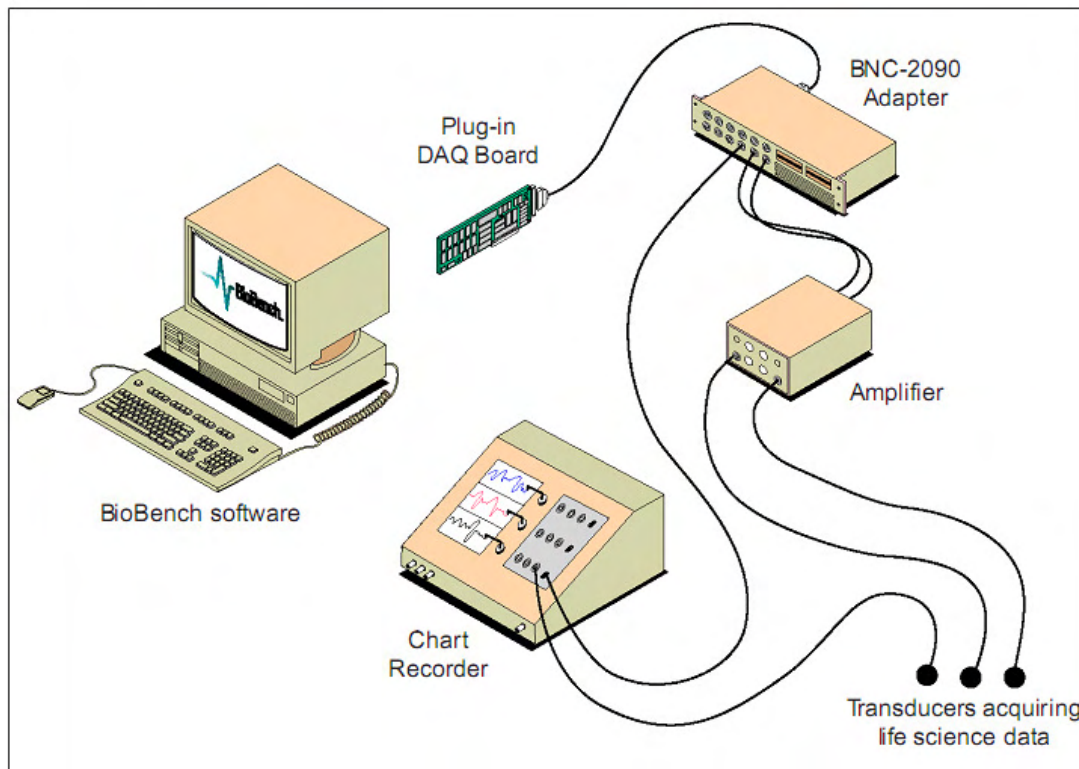 BNC-2090
Adapter
Plug-in
DAQ Board
BioBench
Amplifier
BioBench software
Chart
Recorder
Transducers acquiring
life science data